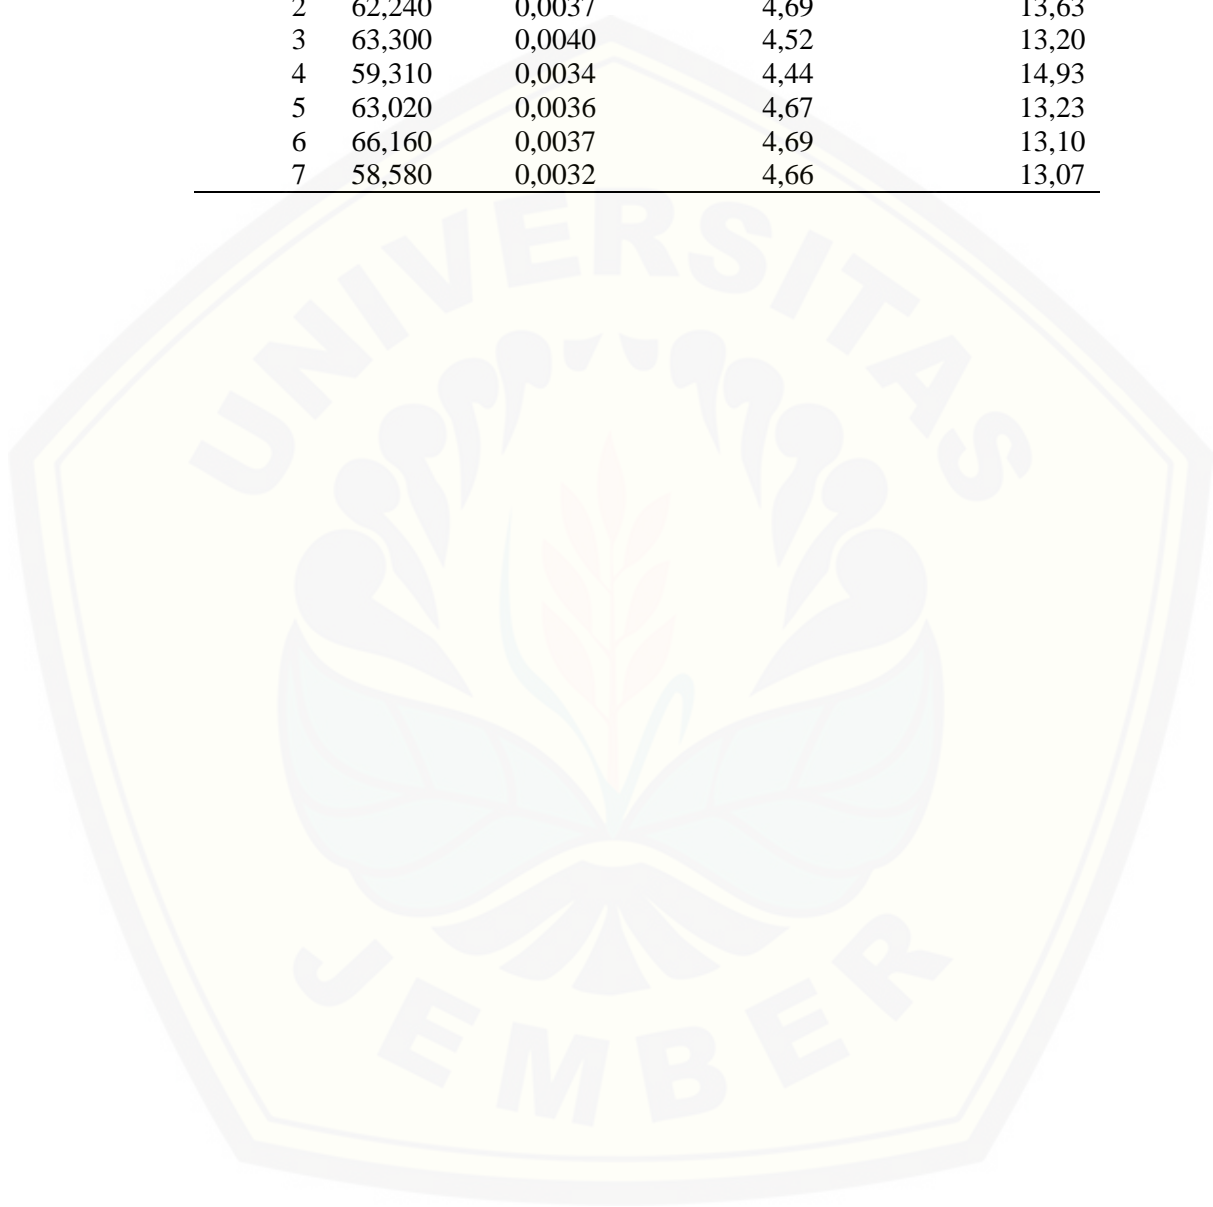 2 62,240 0,0037 4,69 13,63
3 63,300 0,0040 4,52 13,20
4 59,310 0,0034 4,44 14,93
5 63,020 0,0036 4,67 13,23
6 66,160 0,0037 4,69 13,10
7 58,580 0,0032 4,66 13,07
UNIVERSITAS
JEMBER